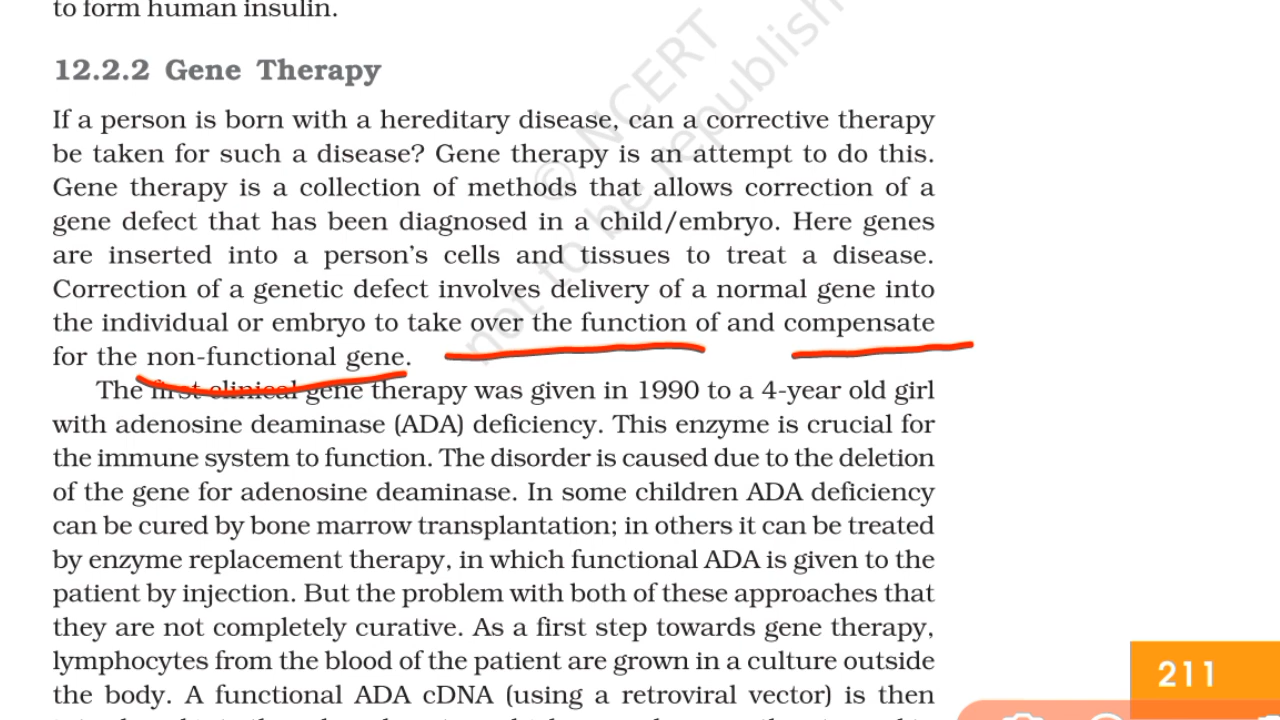 to form human insulin.
12.2.2 Gene Therapy
If a person is born with a hereditary disease, can a corrective therapy
be taken for such a disease? Gene therapy is an attempt to do this.
Gene therapy is a collection of methods that allows correction of a
gene defect that has been diagnosed in a child/embryo. Here genes
are inserted into a person’s cells and tissues to treat a disease.
Correction of a genetic defect involves delivery of a normal gene into
the individual or embryo to take over the function of and compensate
for the non-functional gene.
The first clinical gene therapy was given in 1990 to a 4-year old girl
with adenosine deaminase (ADA) deficiency. This enzyme is crucial for
the immune system to function. The disorder is caused due to the deletion
of the gene for adenosine deaminase. In some children ADA deficiency
can be cured by bone marrow transplantation; in others it can be treated
by enzyme replacement therapy, in which functional ADA is given to the
patient by injection. But the problem with both of these approaches that
they are not completely curative. As a first step towards gene therapy,
lymphocytes from the blood of the patient are grown in a culture outside
the body. A functional ADA cDNA (using a retroviral vector) is then
© NCERT
not to be republish
211